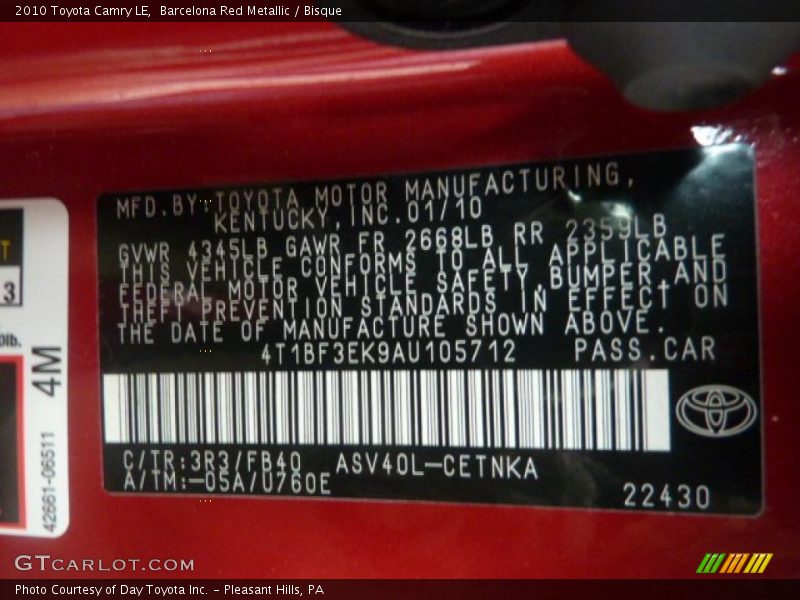 2010 Toyota Camry LE,  Barcelona Red Metallic / Bisque
MFD.BY:TOYOTA MOTOR MANUFACTURING,
KENTUCKY,INC.01/10
GVWR 4345LB GAWR FR 2668LB RR 2359LB
THIS VEHICLE CONFORMS TO ALL APPLICABLE
FEDERAL MOTOR VEHICLE SAFETY,BUMPER,AND
THEFT PREVENTION STANDARDS IN EFFECT ON
THE DATE OF MANUFACTURE SHOWN ABOVE.
4T1BF3EK9AU105712 PASS.CAR
C/TR:3R3/FB40 ASV40L-CETNKA
A/TM:-05A/U760E
22430
T
3
4M
42661-06511
GTCARLOT.COM
Photo Courtesy of Day Toyota Inc. - Pleasant Hills, PA